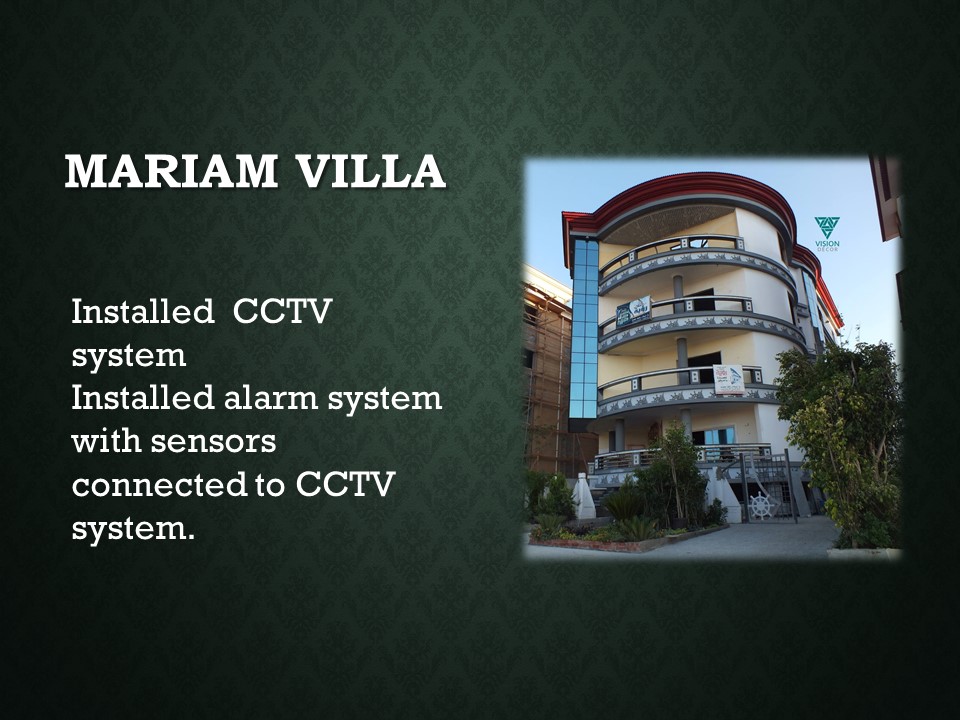 MARIAM VILLA
Installed CCTV
system
Installed alarm system
with sensors
connected to CCTV
system.
VISION
DECOR